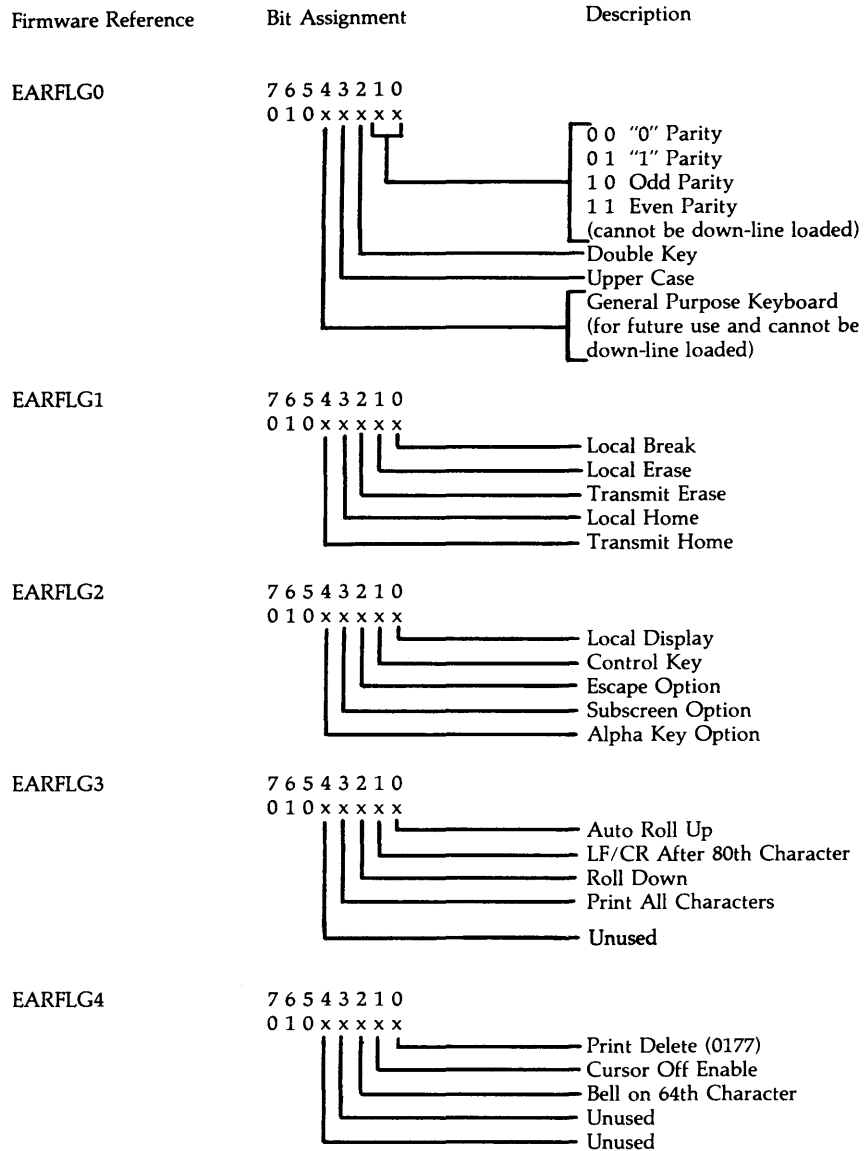 Firmware Reference Bit Assignment Description
EARFLG0 7 6 5 4 3 2 1 0
0 1 0 x x x x x
0 0 "0" Parity
0 1 "1" Parity
1 0 Odd Parity
1 1 Even Parity
(cannot be down-line loaded)
Double Key
Upper Case
General Purpose Keyboard
(for future use and cannot be
down-line loaded)
EARFLG1 7 6 5 4 3 2 1 0
0 1 0 x x x x x
Local Break
Local Erase
Transmit Erase
Local Home
Transmit Home
EARFLG2 7 6 5 4 3 2 1 0
0 1 0 x x x x x
Local Display
Control Key
Escape Option
Subscreen Option
Alpha Key Option
EARFLG3 7 6 5 4 3 2 1 0
0 1 0 x x x x x
Auto Roll Up
LF/CR After 80th Character
Roll Down
Print All Characters
Unused
EARFLG4 7 6 5 4 3 2 1 0
0 1 0 x x x x x
Print Delete (0177)
Cursor Off Enable
Bell on 64th Character
Unused
Unused